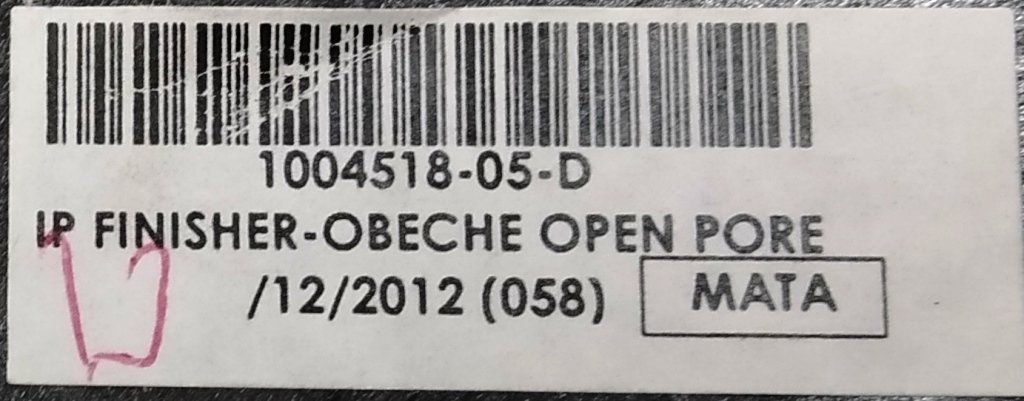 1004518-05-D
IP FINISHER-OBECHE OPEN PORE
/12/2012 (058) MATA